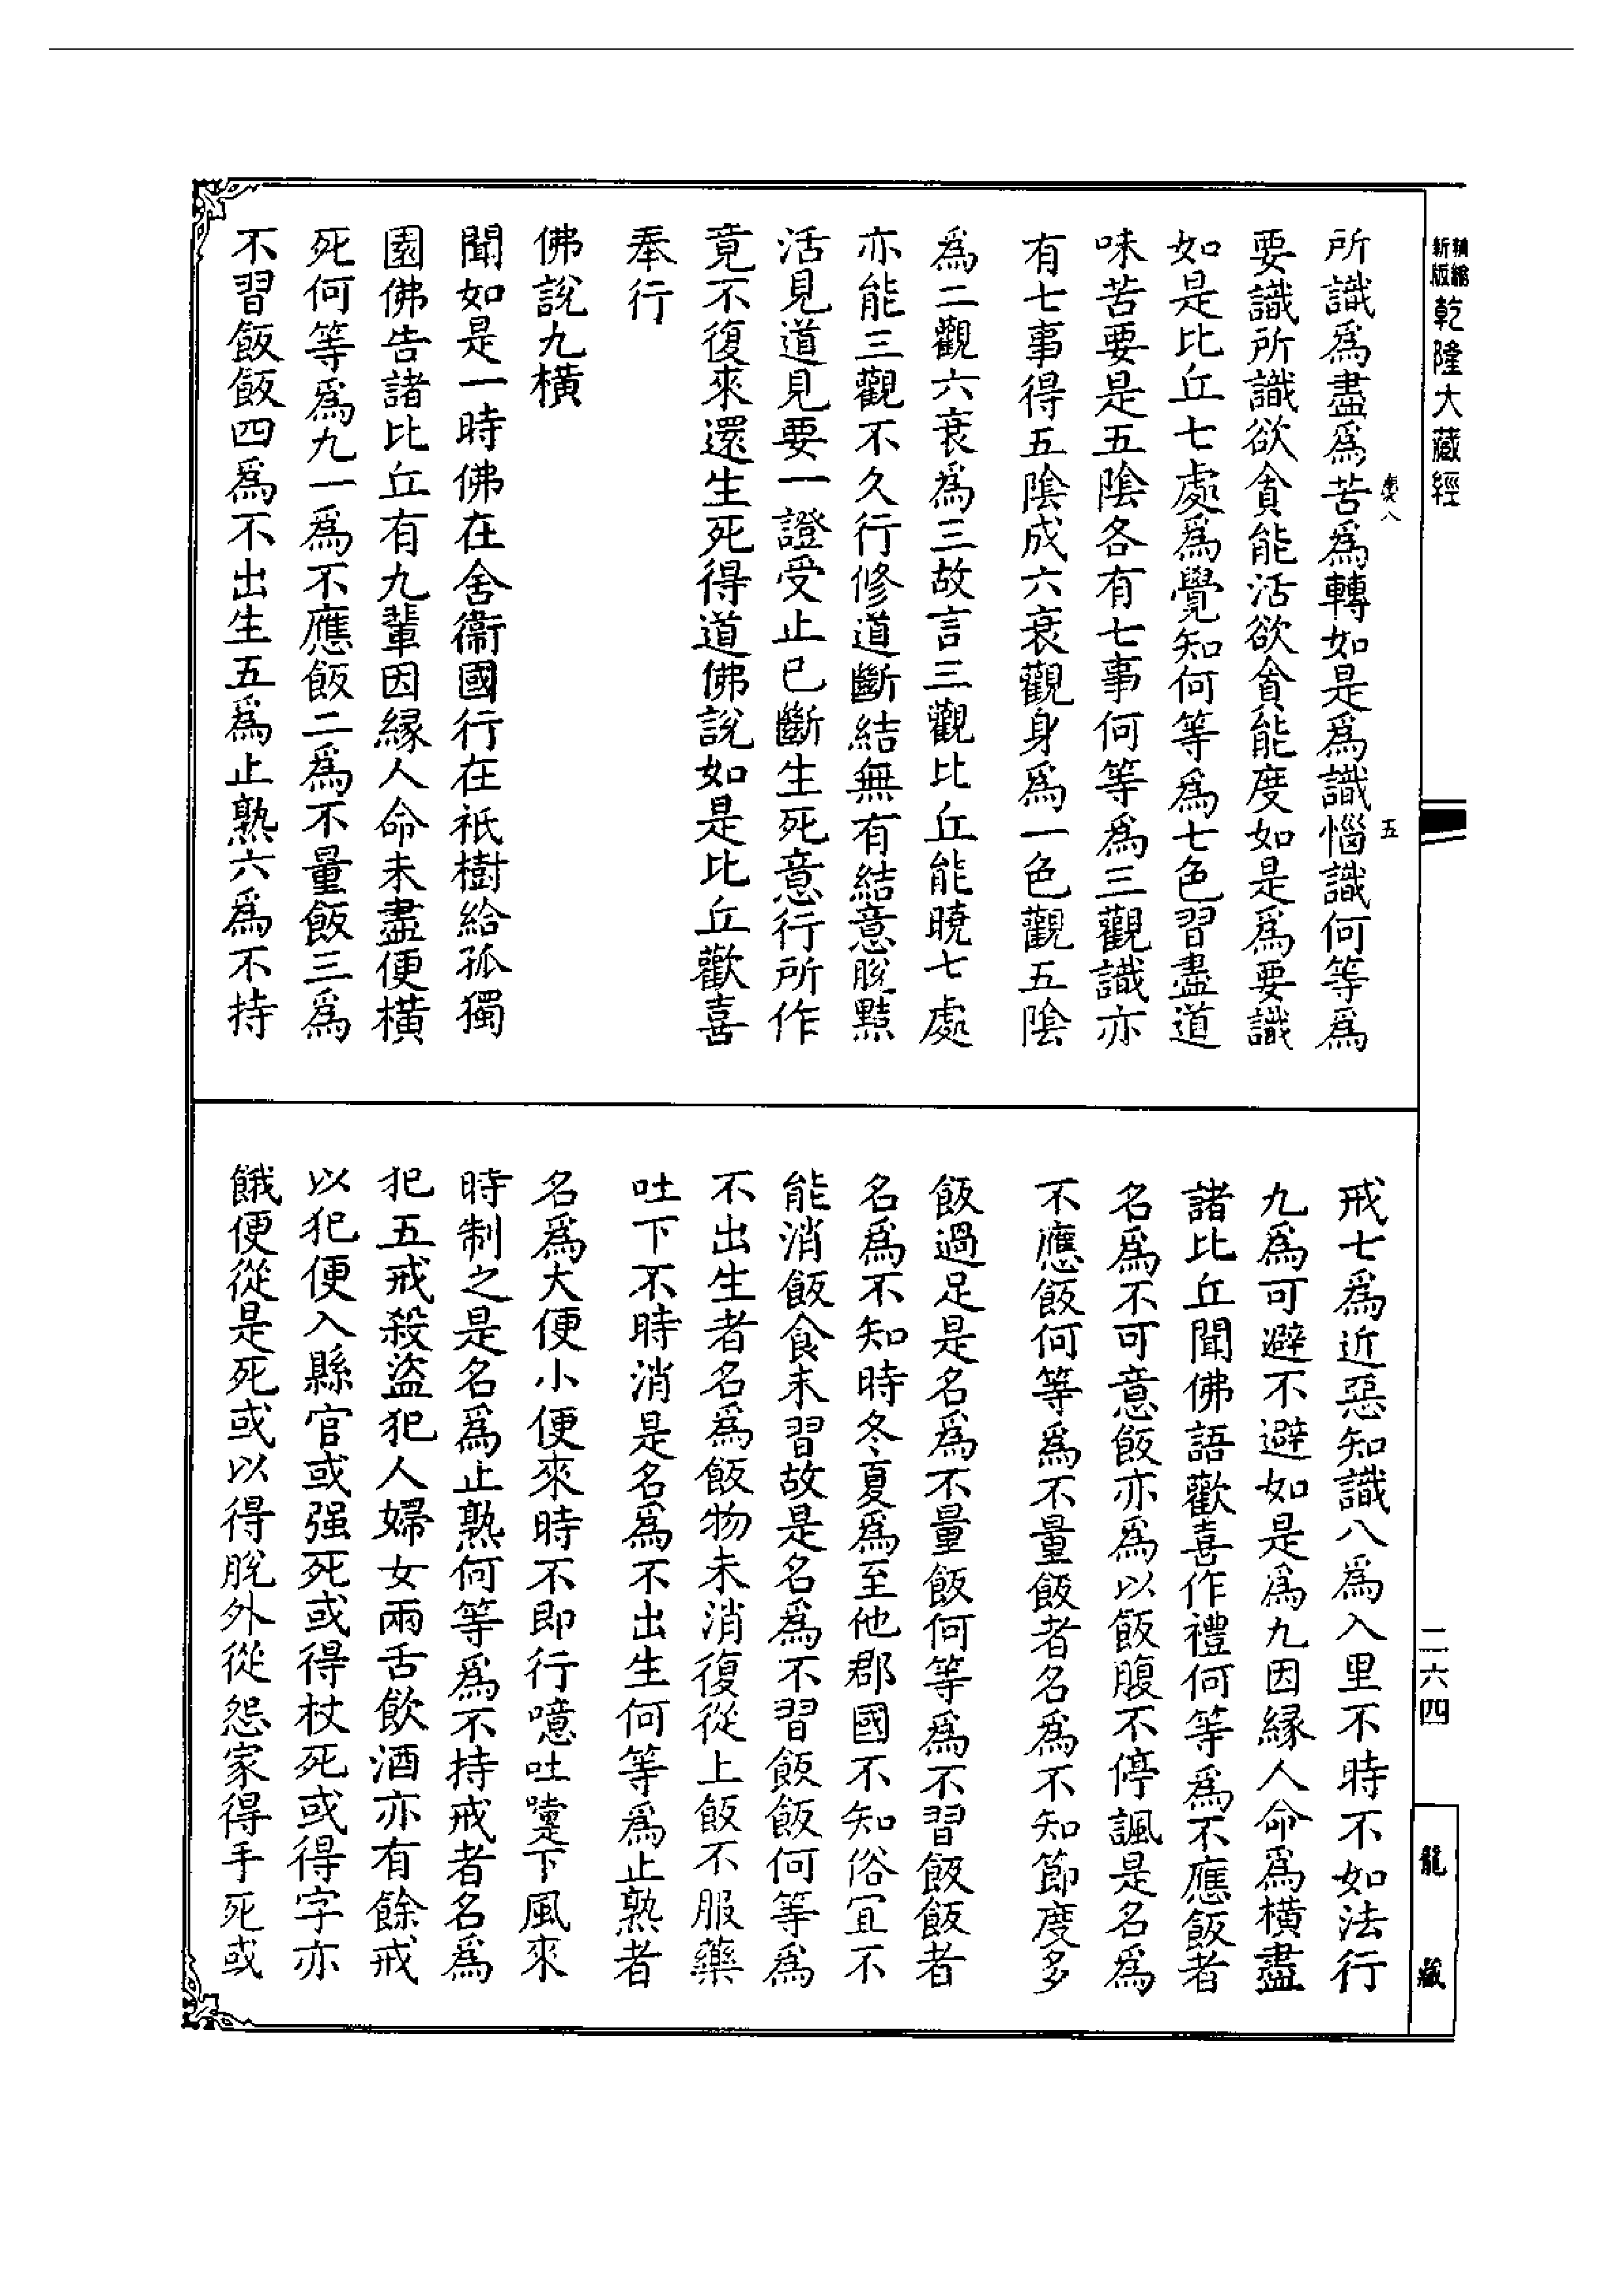 乾隆大藏經
所識爲盡爲苦爲轉如是爲識惱識何等爲
要識所識欲貪能活欲貪能度如是爲要識
如是比丘七處爲覺知何等爲七色習盡道
味苦要是五陰各有七事何等爲三觀識亦
有七事得五陰成六衰觀身爲一色觀五陰
爲二觀六衰爲三故言三觀比丘能曉七處
亦能三觀不久行修道斷結無有結意脫黠
活見道見要一證受止已斷生死意行所作
竟不復來還生死得道佛說如是比丘歡喜
奉行
佛說九橫
聞如是一時佛在舍衞國行在祇樹給孤獨
園佛告諸比丘有九輩因緣人命未盡便橫
死何等爲九一爲不應飯二爲不量飯三爲
不習飯飯四爲不出生五爲止熟六爲不持
戒七爲近惡知識八爲入里不時不如法行
九爲可避不避如是爲九因緣人命爲橫盡
諸比丘聞佛語歡喜作禮何等爲不應飯者
名爲不可意飯亦爲以飯腹不停諷是名爲
不應飯何等爲不量飯者名爲不知節度多
飯過足是名爲不量飯何等爲不習飯飯者
名爲不知時冬夏爲至他郡國不知俗宜不
能消飯食未習故是名爲不習飯飯何等爲
不出生者名爲飯物未消復從上飯不服藥
吐下不時消是名爲不出生何等爲止熟者
名爲大便小便來時不即行噫吐嚏下風來
時制之是名爲止熟何等爲不持戒者名爲
犯五戒殺盜犯人婦女兩舌飲酒亦有餘戒
以犯便入縣官或强死或得杖死或得字亦
餓便從是死或以得脫外從怨家得手死或
五
二六四
龍藏